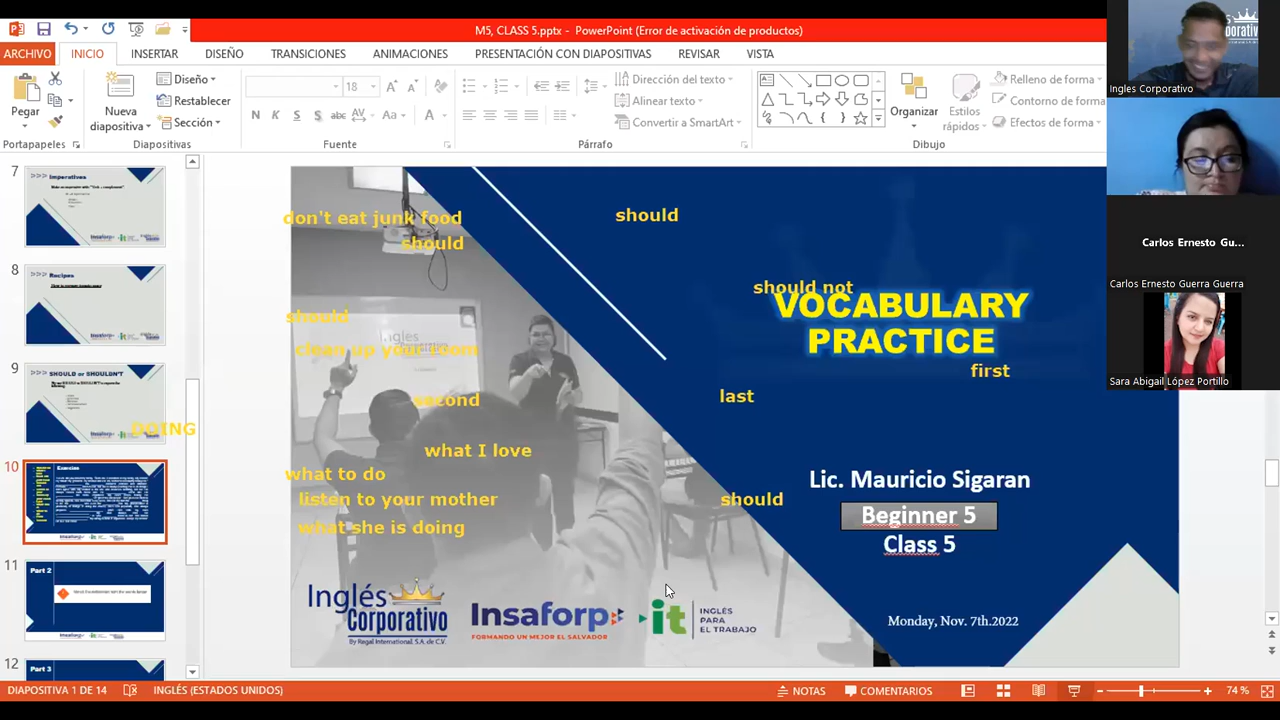 M5, CLASS 5.pptx - PowerPoint (Error de activación de productos)
ARCHIVO INICIO INSERTAR DISEÑO TRANSICIONES ANIMACIONES PRESENTACIÓN CON DIAPOSITIVAS REVISAR VISTA
Pegar
Nueva diapositiva
Diseño
Restablecer
Sección
18
N K S S abc AV Aa A
Dirección del texto
Alinear texto
Convertir a SmartArt
Organizar
Estilos rápidos
Relleno de forma
Contorno de forma
Efectos de forma
Portapapeles Diapositivas Fuente Párrafo Dibujo
Ingles Corporativo
Carlos Ernesto Gu...
Carlos Ernesto Guerra Guerra
Sara Abigail López Portillo
7
Imperatives
8
Recipes
9
SHOULD or SHOULDN'T
10
Exercise
11
Part 2
12
Part 3
DOING
don't eat junk food
should
should
should not
should
clean up your room
VOCABULARY
PRACTICE
first
last
second
what I love
what to do
listen to your mother
should
what she is doing
Lic. Mauricio Sigaran
Beginner 5
Class 5
Monday, Nov. 7th.2022
Inglés
Corporativo
By Regal International, S.A. de C.V.
Insaforp
FORMANDO UN MEJOR EL SALVADOR
it
INGLÉS
PARA
EL TRABAJO
DIAPOSITIVA 1 DE 14 INGLÉS (ESTADOS UNIDOS) NOTAS COMENTARIOS 74 %